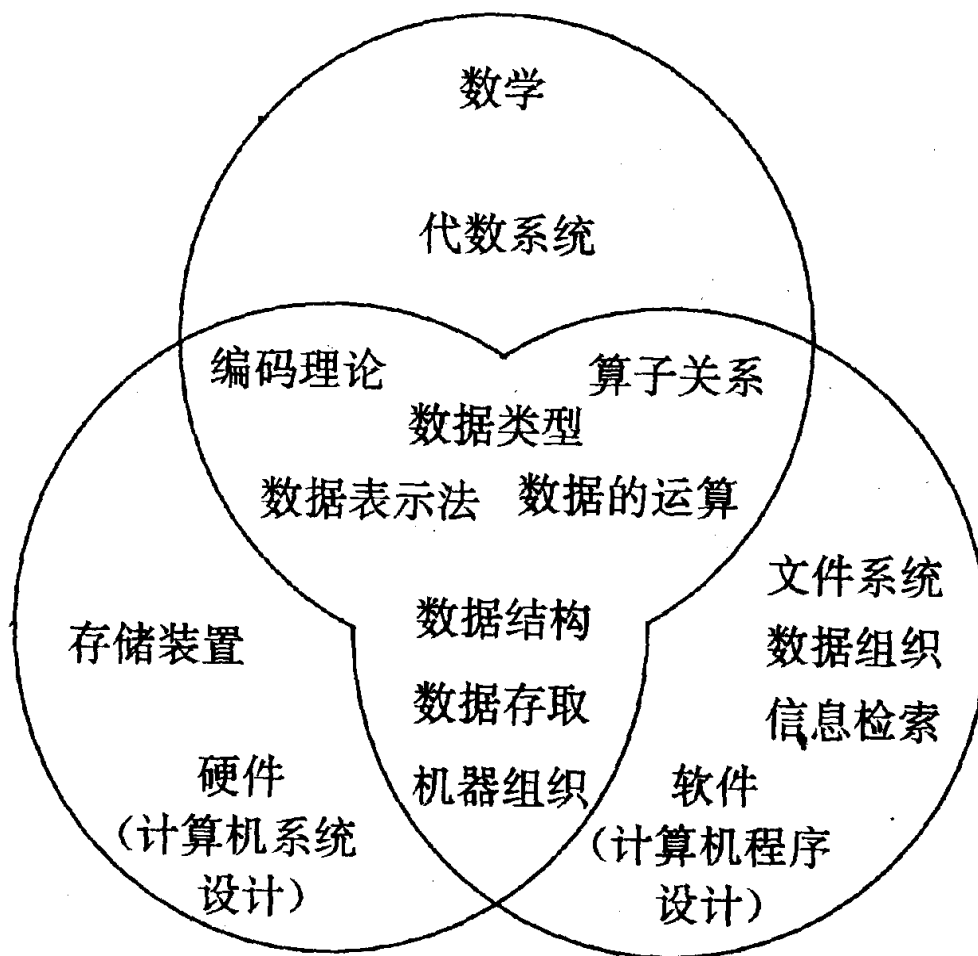 数学
代数系统
编码理论
算子关系
数据类型
数据表示法
数据的运算
文件系统
数据结构
存储装置
数据组织
数据存取
信息检索
硬件
(计算机系统
设计)
机器组织
软件
(计算机程序
设计)